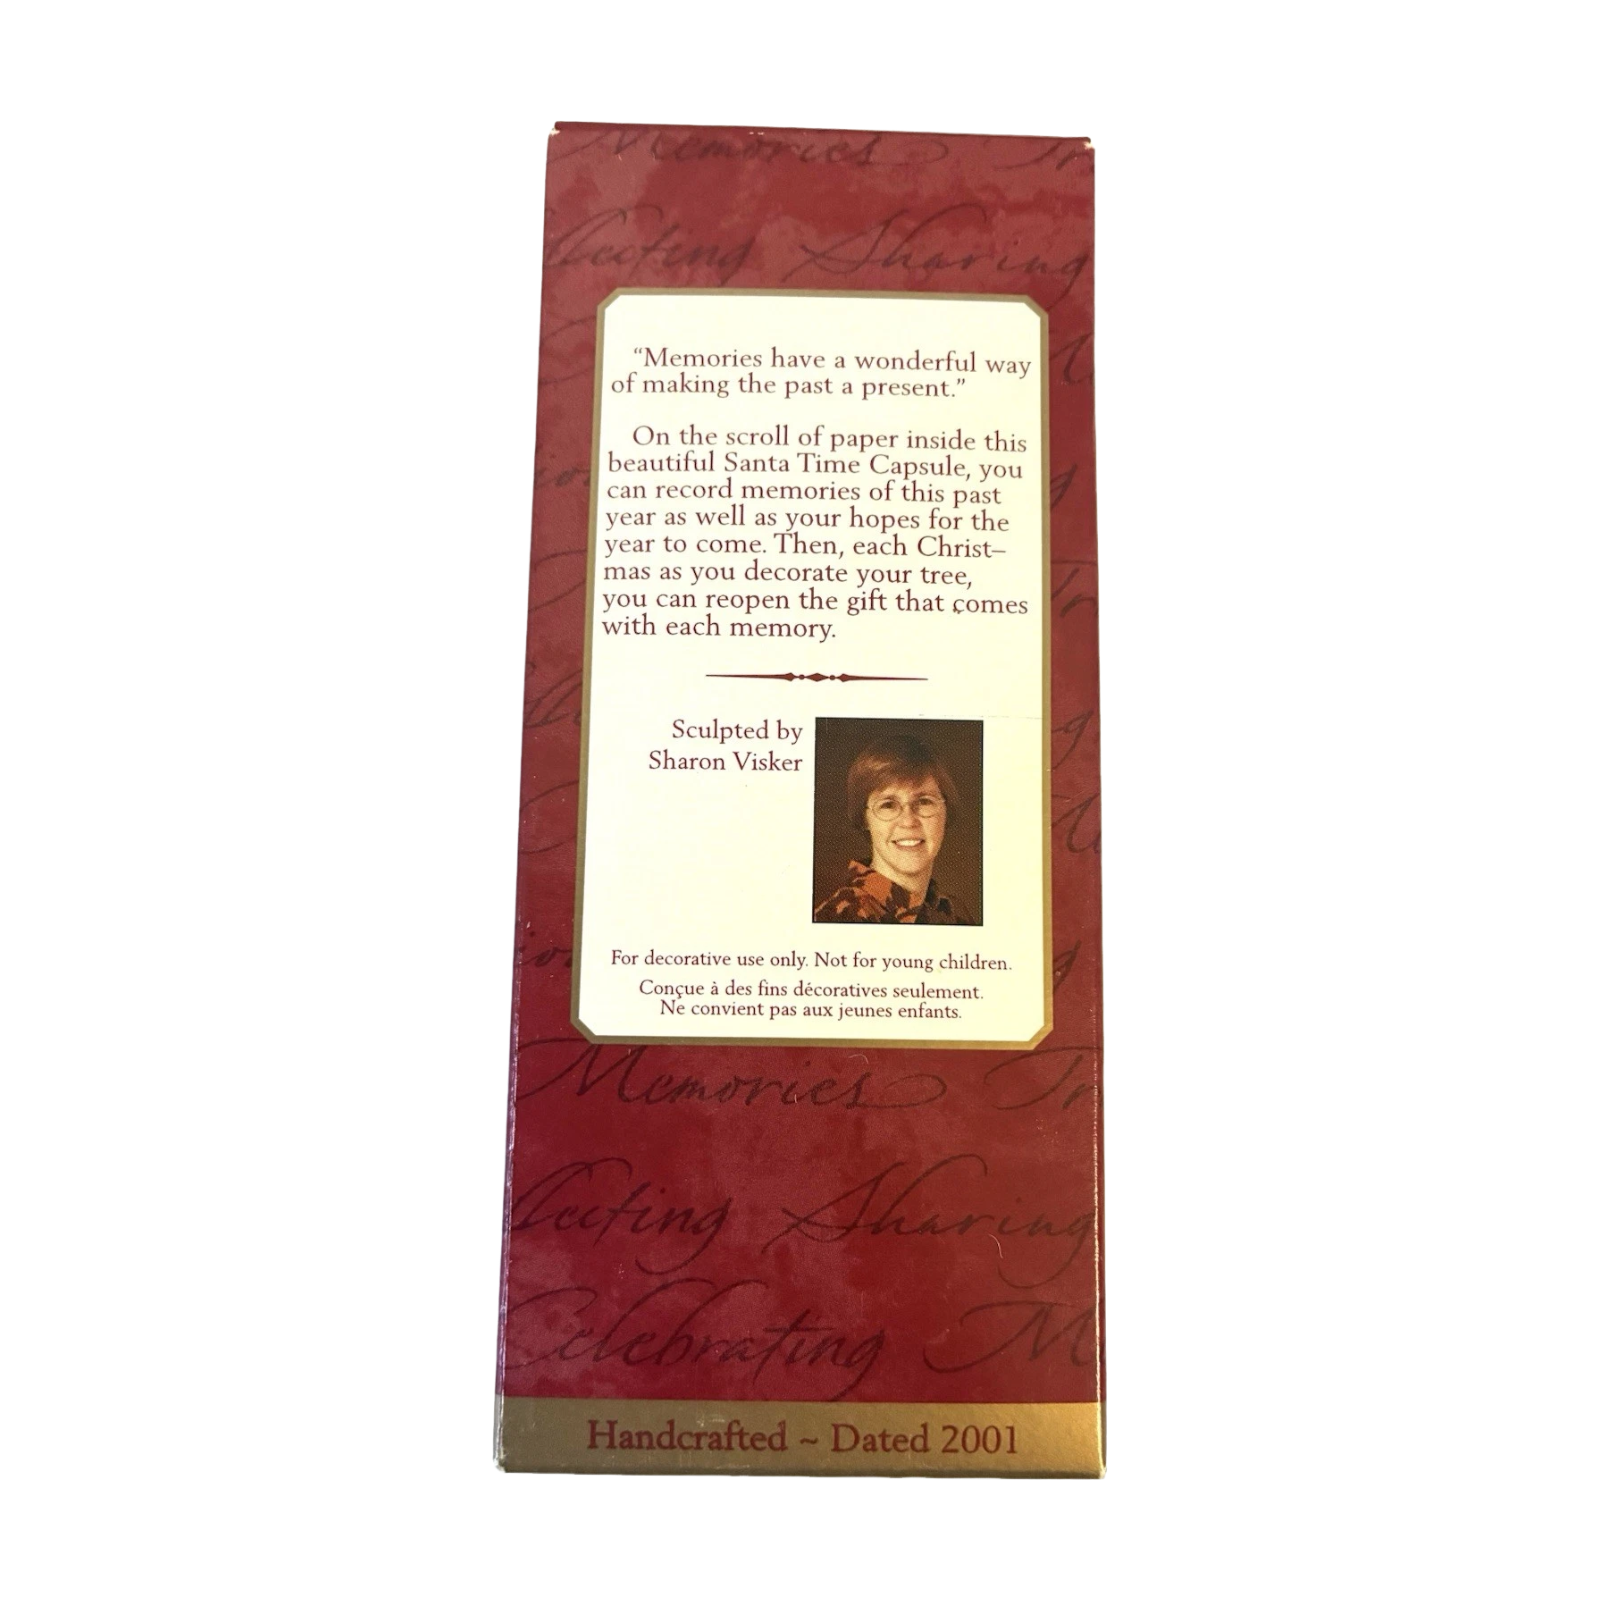 Memories Tr
Sharing
"Memories have a wonderful way
of making the past a present."
On the scroll of paper inside this
beautiful Santa Time Capsule, you
can record memories of this past
year as well as your hopes for the
year to come. Then, each Christ–
mas as you decorate your tree,
you can reopen the gift that comes
with each memory.
Sculpted by
Sharon Visker
For decorative use only. Not for young children.
Conçue à des fins décoratives seulement.
Ne convient pas aux jeunes enfants.
Memories Tr
Sharing
Celebrating M
Handcrafted ~ Dated 2001